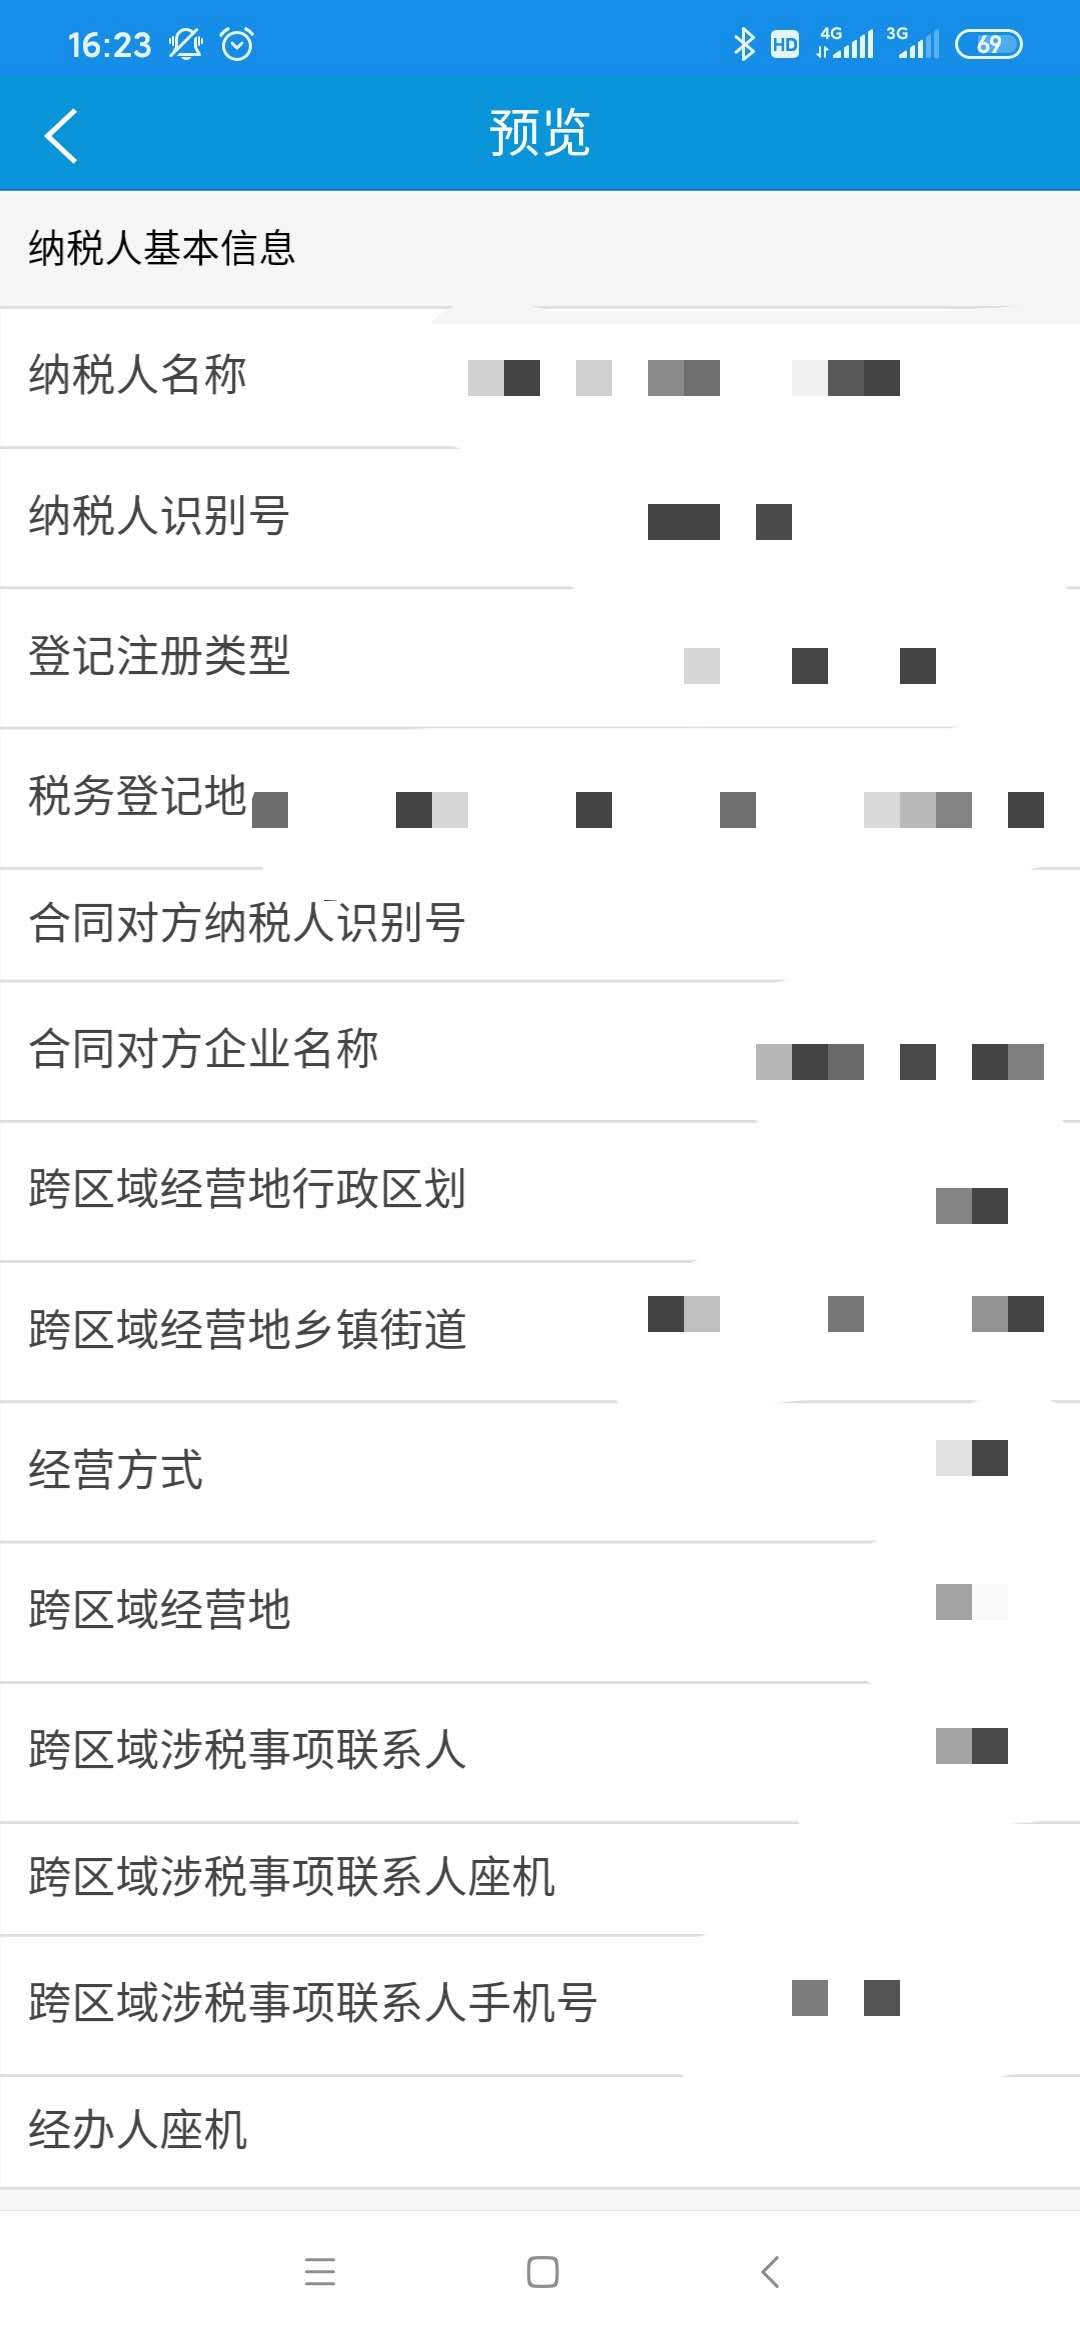 16:23 HD 4G 3G 69
预览
纳税人基本信息
纳税人名称
纳税人识别号
登记注册类型
税务登记地
合同对方纳税人识别号
合同对方企业名称
跨区域经营地行政区划
跨区域经营地乡镇街道
经营方式
跨区域经营地
跨区域涉税事项联系人
跨区域涉税事项联系人座机
跨区域涉税事项联系人手机号
经办人座机